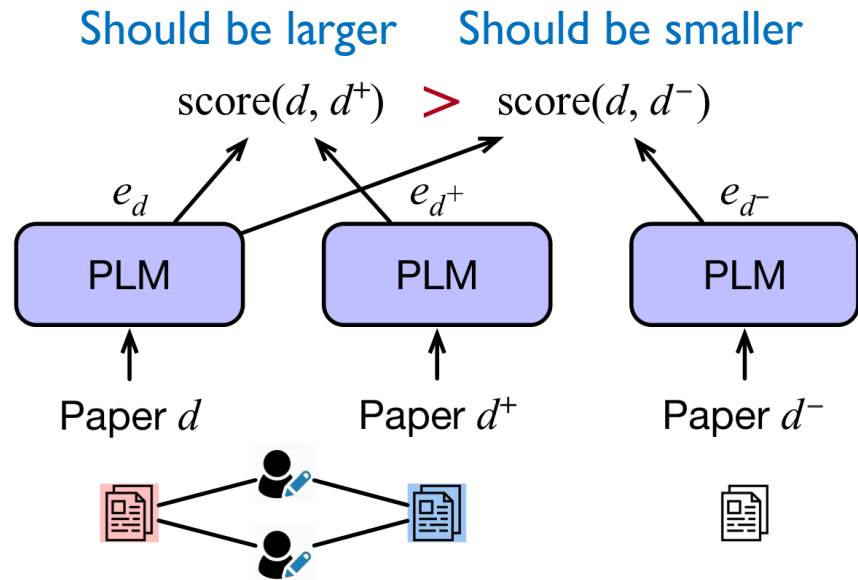 Should be larger Should be smaller
score(d, d⁺) > score(d, d⁻)
e_d e_d⁺ e_d⁻
PLM PLM PLM
Paper d Paper d⁺ Paper d⁻